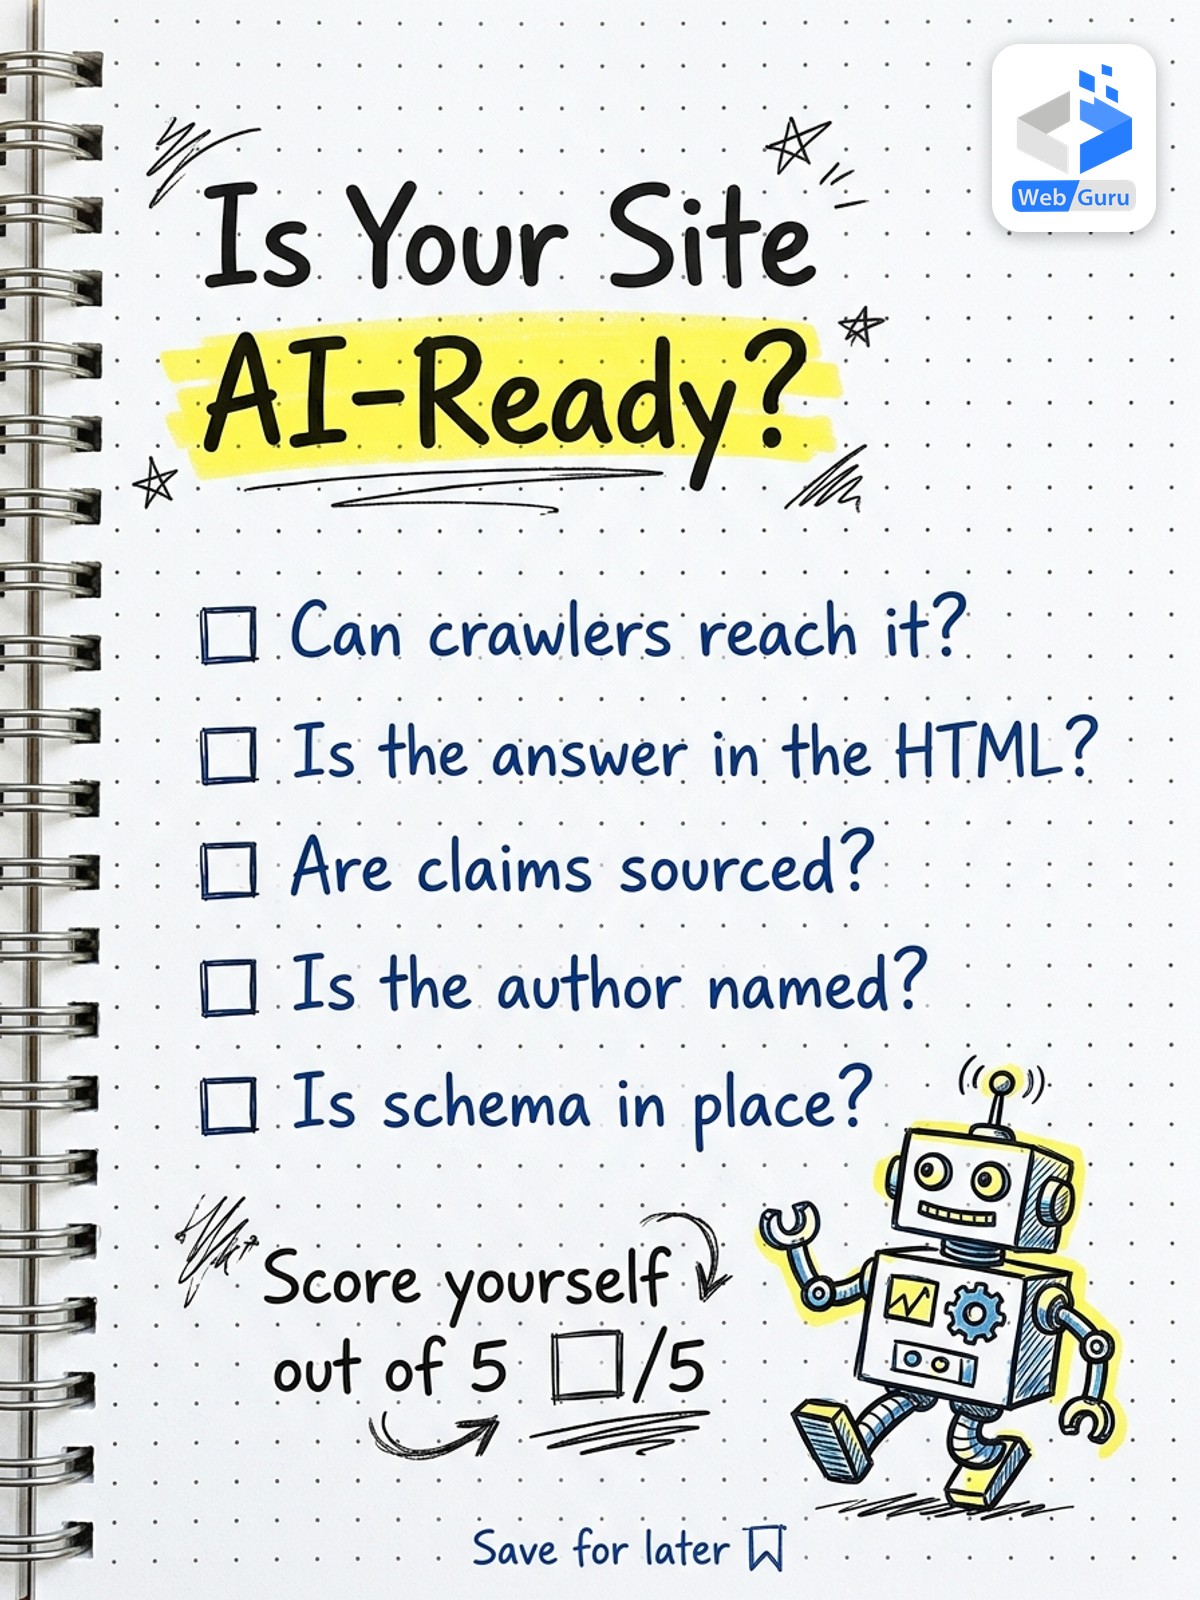 Web Guru
Is Your Site
AI-Ready?
Can crawlers reach it?
Is the answer in the HTML?
Are claims sourced?
Is the author named?
Is schema in place?
Score yourself
out of 5 /5
Save for later